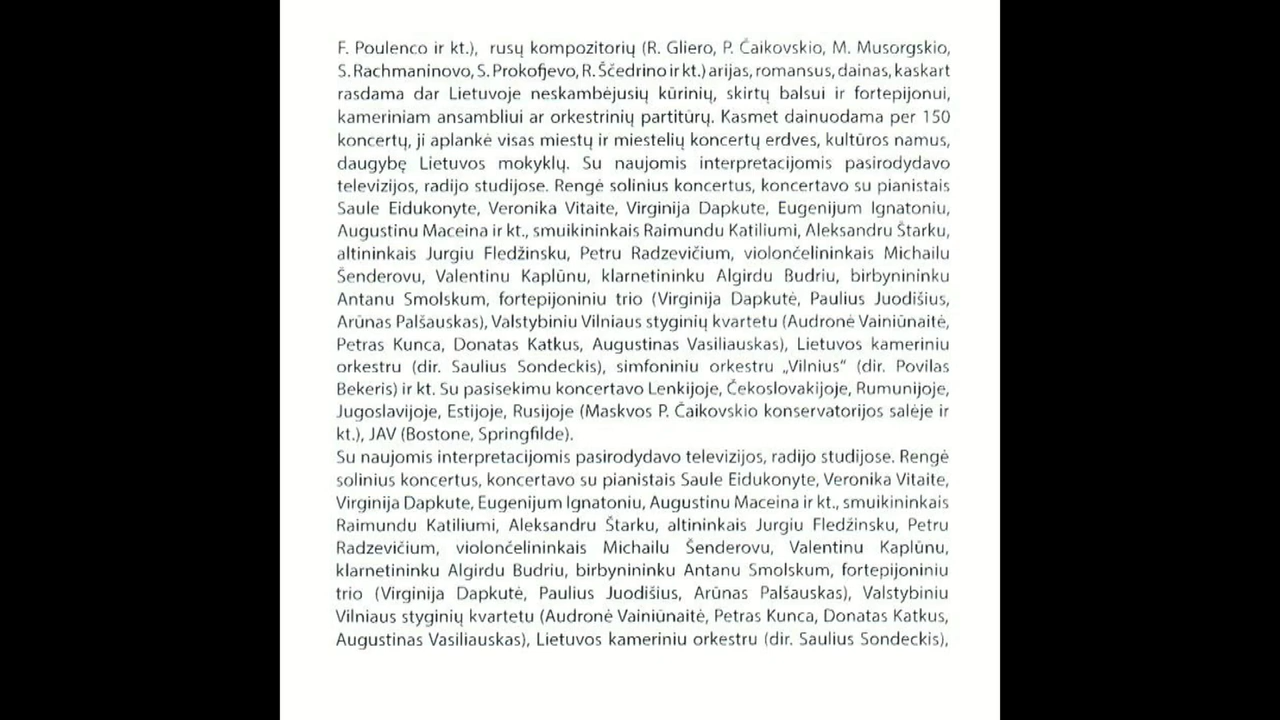 F. Poulenco ir kt.), rusų kompozitorių (R. Gliero, P. Čaikovskio, M. Musorgskio,
S. Rachmaninovo, S. Prokofjevo, R. Ščedrino ir kt.) arijas, romansus, dainas, kaskart
rasdama dar Lietuvoje neskambėjusių kūrinių, skirtų balsui ir fortepijonui,
kameriniam ansambliui ar orkestrinių partitūrų. Kasmet dainuodama per 150
koncertų, ji aplankė visas miestų ir miestelių koncertų erdves, kultūros namus,
daugybę Lietuvos mokyklų. Su naujomis interpretacijomis pasirodydavo
televizijos, radijo studijose. Rengė solinius koncertus, koncertavo su pianistais
Saule Eidukonyte, Veronika Vitaite, Virginija Dapkute, Eugenijum Ignatoniu,
Augustinu Maceina ir kt., smuikininkais Raimundu Katiliumi, Aleksandru Štarku,
altininkais Jurgiu Fledžinsku, Petru Radzevičium, violončelininkais Michailu
Šenderovu, Valentinu Kaplūnu, klarnetininku Algirdu Budriu, birbynininku
Antanu Smolskum, fortepijoniniu trio (Virginija Dapkutė, Paulius Juodišius,
Arūnas Palšauskas), Valstybiniu Vilniaus styginių kvartetu (Audronė Vainiūnaitė,
Petras Kunca, Donatas Katkus, Augustinas Vasiliauskas), Lietuvos kameriniu
orkestru (dir. Saulius Sondeckis), simfoniniu orkestru „Vilnius“ (dir. Povilas
Bekeris) ir kt. Su pasisekimu koncertavo Lenkijoje, Čekoslovakijoje, Rumunijoje,
Jugoslavijoje, Estijoje, Rusijoje (Maskvos P. Čaikovskio konservatorijos salėje ir
kt.), JAV (Bostone, Springfilde).
Su naujomis interpretacijomis pasirodydavo televizijos, radijo studijose. Rengė
solinius koncertus, koncertavo su pianistais Saule Eidukonyte, Veronika Vitaite,
Virginija Dapkute, Eugenijum Ignatoniu, Augustinu Maceina ir kt., smuikininkais
Raimundu Katiliumi, Aleksandru Štarku, altininkais Jurgiu Fledžinsku, Petru
Radzevičium, violončelininkais Michailu Šenderovu, Valentinu Kaplūnu,
klarnetininku Algirdu Budriu, birbynininku Antanu Smolskum, fortepijoniniu
trio (Virginija Dapkutė, Paulius Juodišius, Arūnas Palšauskas), Valstybiniu
Vilniaus styginių kvartetu (Audronė Vainiūnaitė, Petras Kunca, Donatas Katkus,
Augustinas Vasiliauskas), Lietuvos kameriniu orkestru (dir. Saulius Sondeckis),